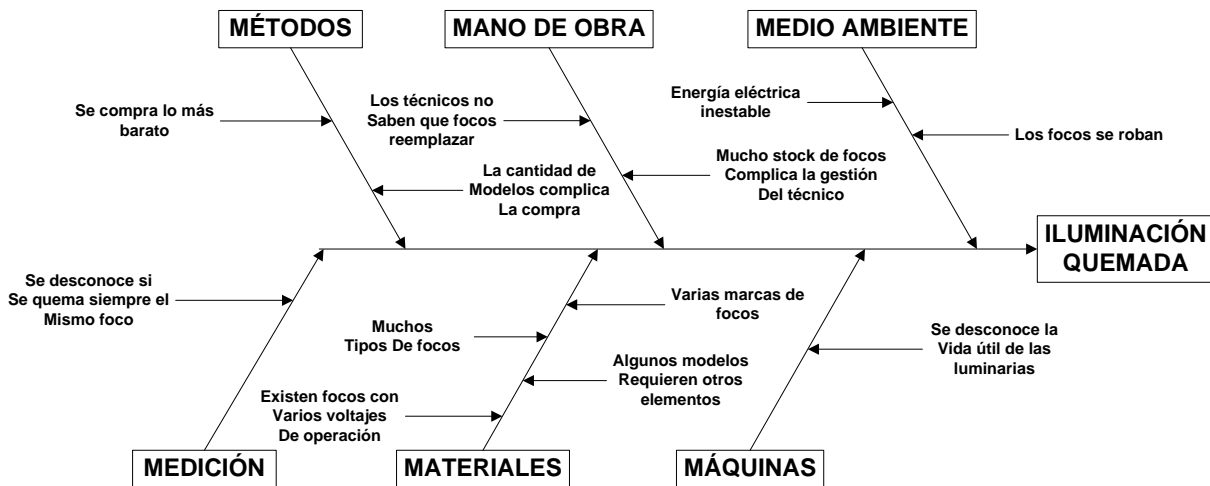 MÉTODOS
MANO DE OBRA
MEDIO AMBIENTE
Se compra lo más
barato
Los técnicos no
Saben que focos
reemplazar
Energía eléctrica
inestable
Los focos se roban
La cantidad de
Modelos complica
La compra
Mucho stock de focos
Complica la gestión
Del técnico
ILUMINACIÓN
QUEMADA
Se desconoce si
Se quema siempre el
Mismo foco
Varias marcas de
focos
Muchos
Tipos De focos
Se desconoce la
Vida útil de las
luminarias
Algunos modelos
Requieren otros
elementos
Existen focos con
Varios voltajes
De operación
MEDICIÓN
MATERIALES
MÁQUINAS